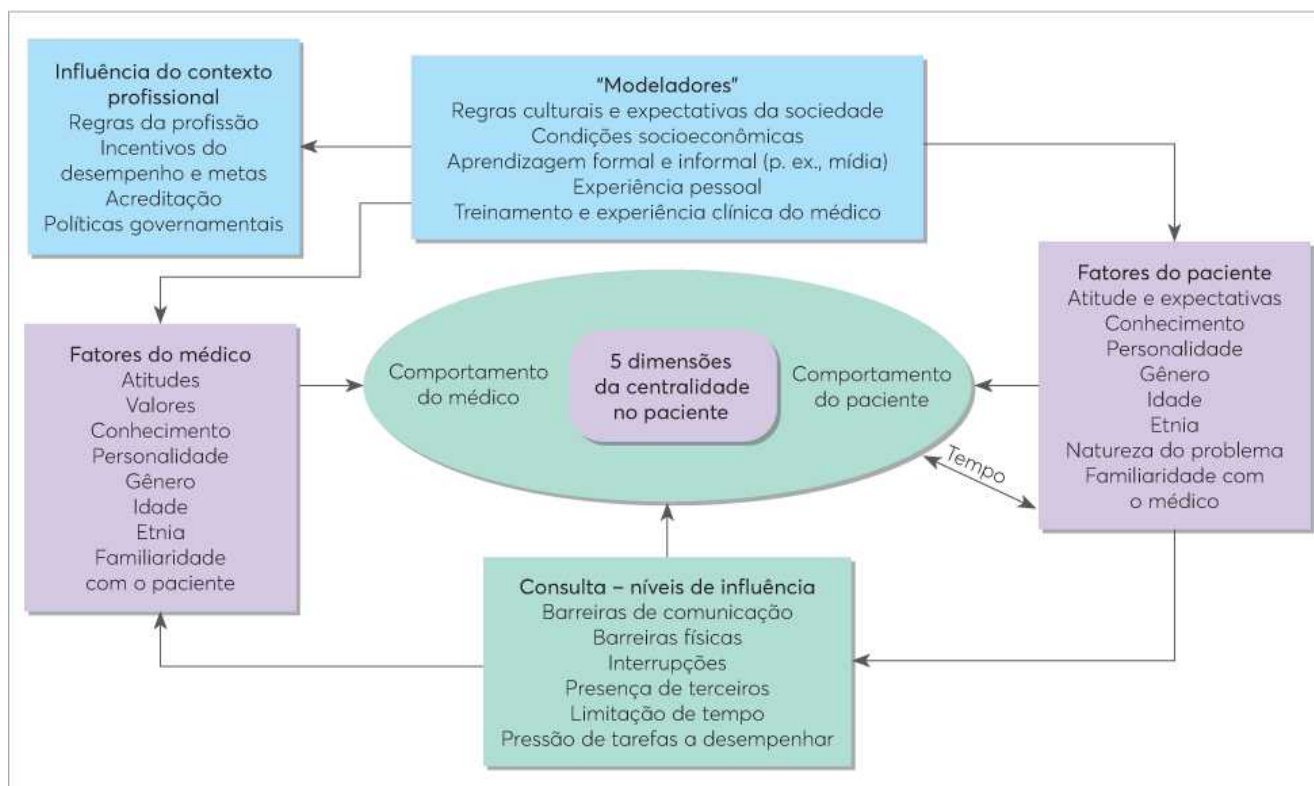 Influência do contexto
profissional
Regras da profissão
Incentivos do
desempenho e metas
Acreditação
Políticas governamentais
"Modeladores"
Regras culturais e expectativas da sociedade
Condições socioeconômicas
Aprendizagem formal e informal (p. ex., mídia)
Experiência pessoal
Treinamento e experiência clínica do médico
Fatores do médico
Atitudes
Valores
Conhecimento
Personalidade
Gênero
Idade
Etnia
Familiaridade
com o paciente
Comportamento
do médico
5 dimensões
da centralidade
no paciente
Comportamento
do paciente
Tempo
Fatores do paciente
Atitude e expectativas
Conhecimento
Personalidade
Gênero
Idade
Etnia
Natureza do problema
Familiaridade com
o médico
Consulta – níveis de influência
Barreiras de comunicação
Barreiras físicas
Interrupções
Presença de terceiros
Limitação de tempo
Pressão de tarefas a desempenhar